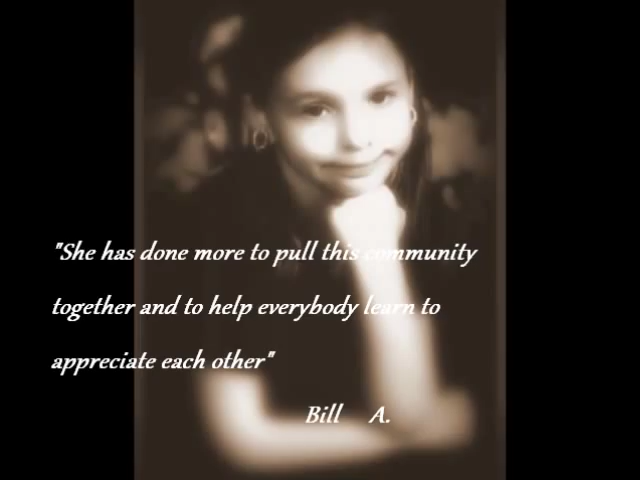 "She has done more to pull this community
together and to help everybody learn to
appreciate each other"
Bill A.